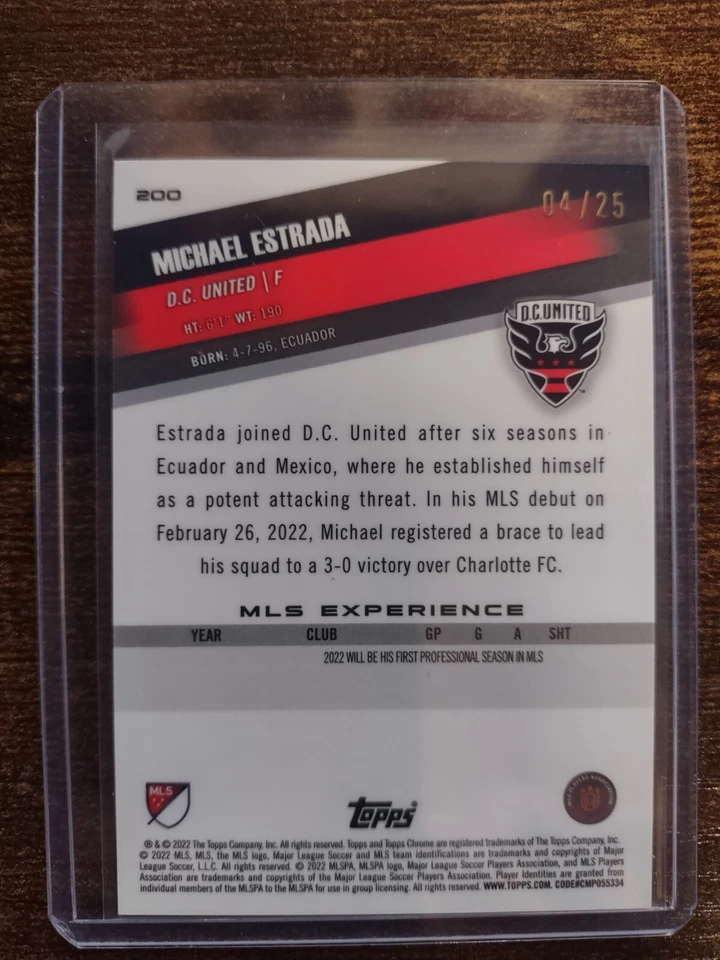 200
04/25
MICHAEL ESTRADA
D.C. UNITED | F
HT: 6'1" WT: 190
BORN: 4-7-96, ECUADOR
D.C.UNITED
Estrada joined D.C. United after six seasons in
Ecuador and Mexico, where he established himself
as a potent attacking threat. In his MLS debut on
February 26, 2022, Michael registered a brace to lead
his squad to a 3-0 victory over Charlotte FC.
MLS EXPERIENCE
YEAR CLUB GP G A SHT
2022 WILL BE HIS FIRST PROFESSIONAL SEASON IN MLS
MLS
Topps
® & © 2022 The Topps Company, Inc. All rights reserved. Topps and Topps Chrome are registered trademarks of The Topps Company, Inc.
© 2022 MLS, MLS, the MLS logo, Major League Soccer and MLS team identifications are trademarks and copyrights of Major
League Soccer, L.L.C. All rights reserved. © 2022 MLSPA, MLSPA logo, Major League Soccer Players Association, and MLS Players
Association are trademarks and copyrights of the Major League Soccer Players Association. Player Identities are granted from
individual members of the MLSPA to the MLSPA for use in group licensing. All rights reserved. WWW.TOPPS.COM. CODE#CMP055334